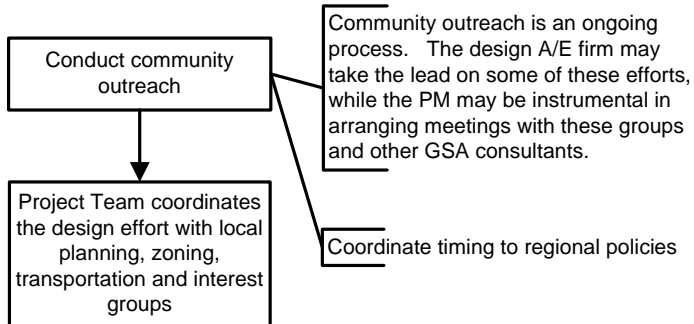 Conduct community
outreach
Community outreach is an ongoing
process.   The design A/E firm may
take the lead on some of these efforts,
while the PM may be instrumental in
arranging meetings with these groups
and other GSA consultants.
Project Team coordinates
the design effort with local
planning, zoning,
transportation and interest
groups
Coordinate timing to regional policies